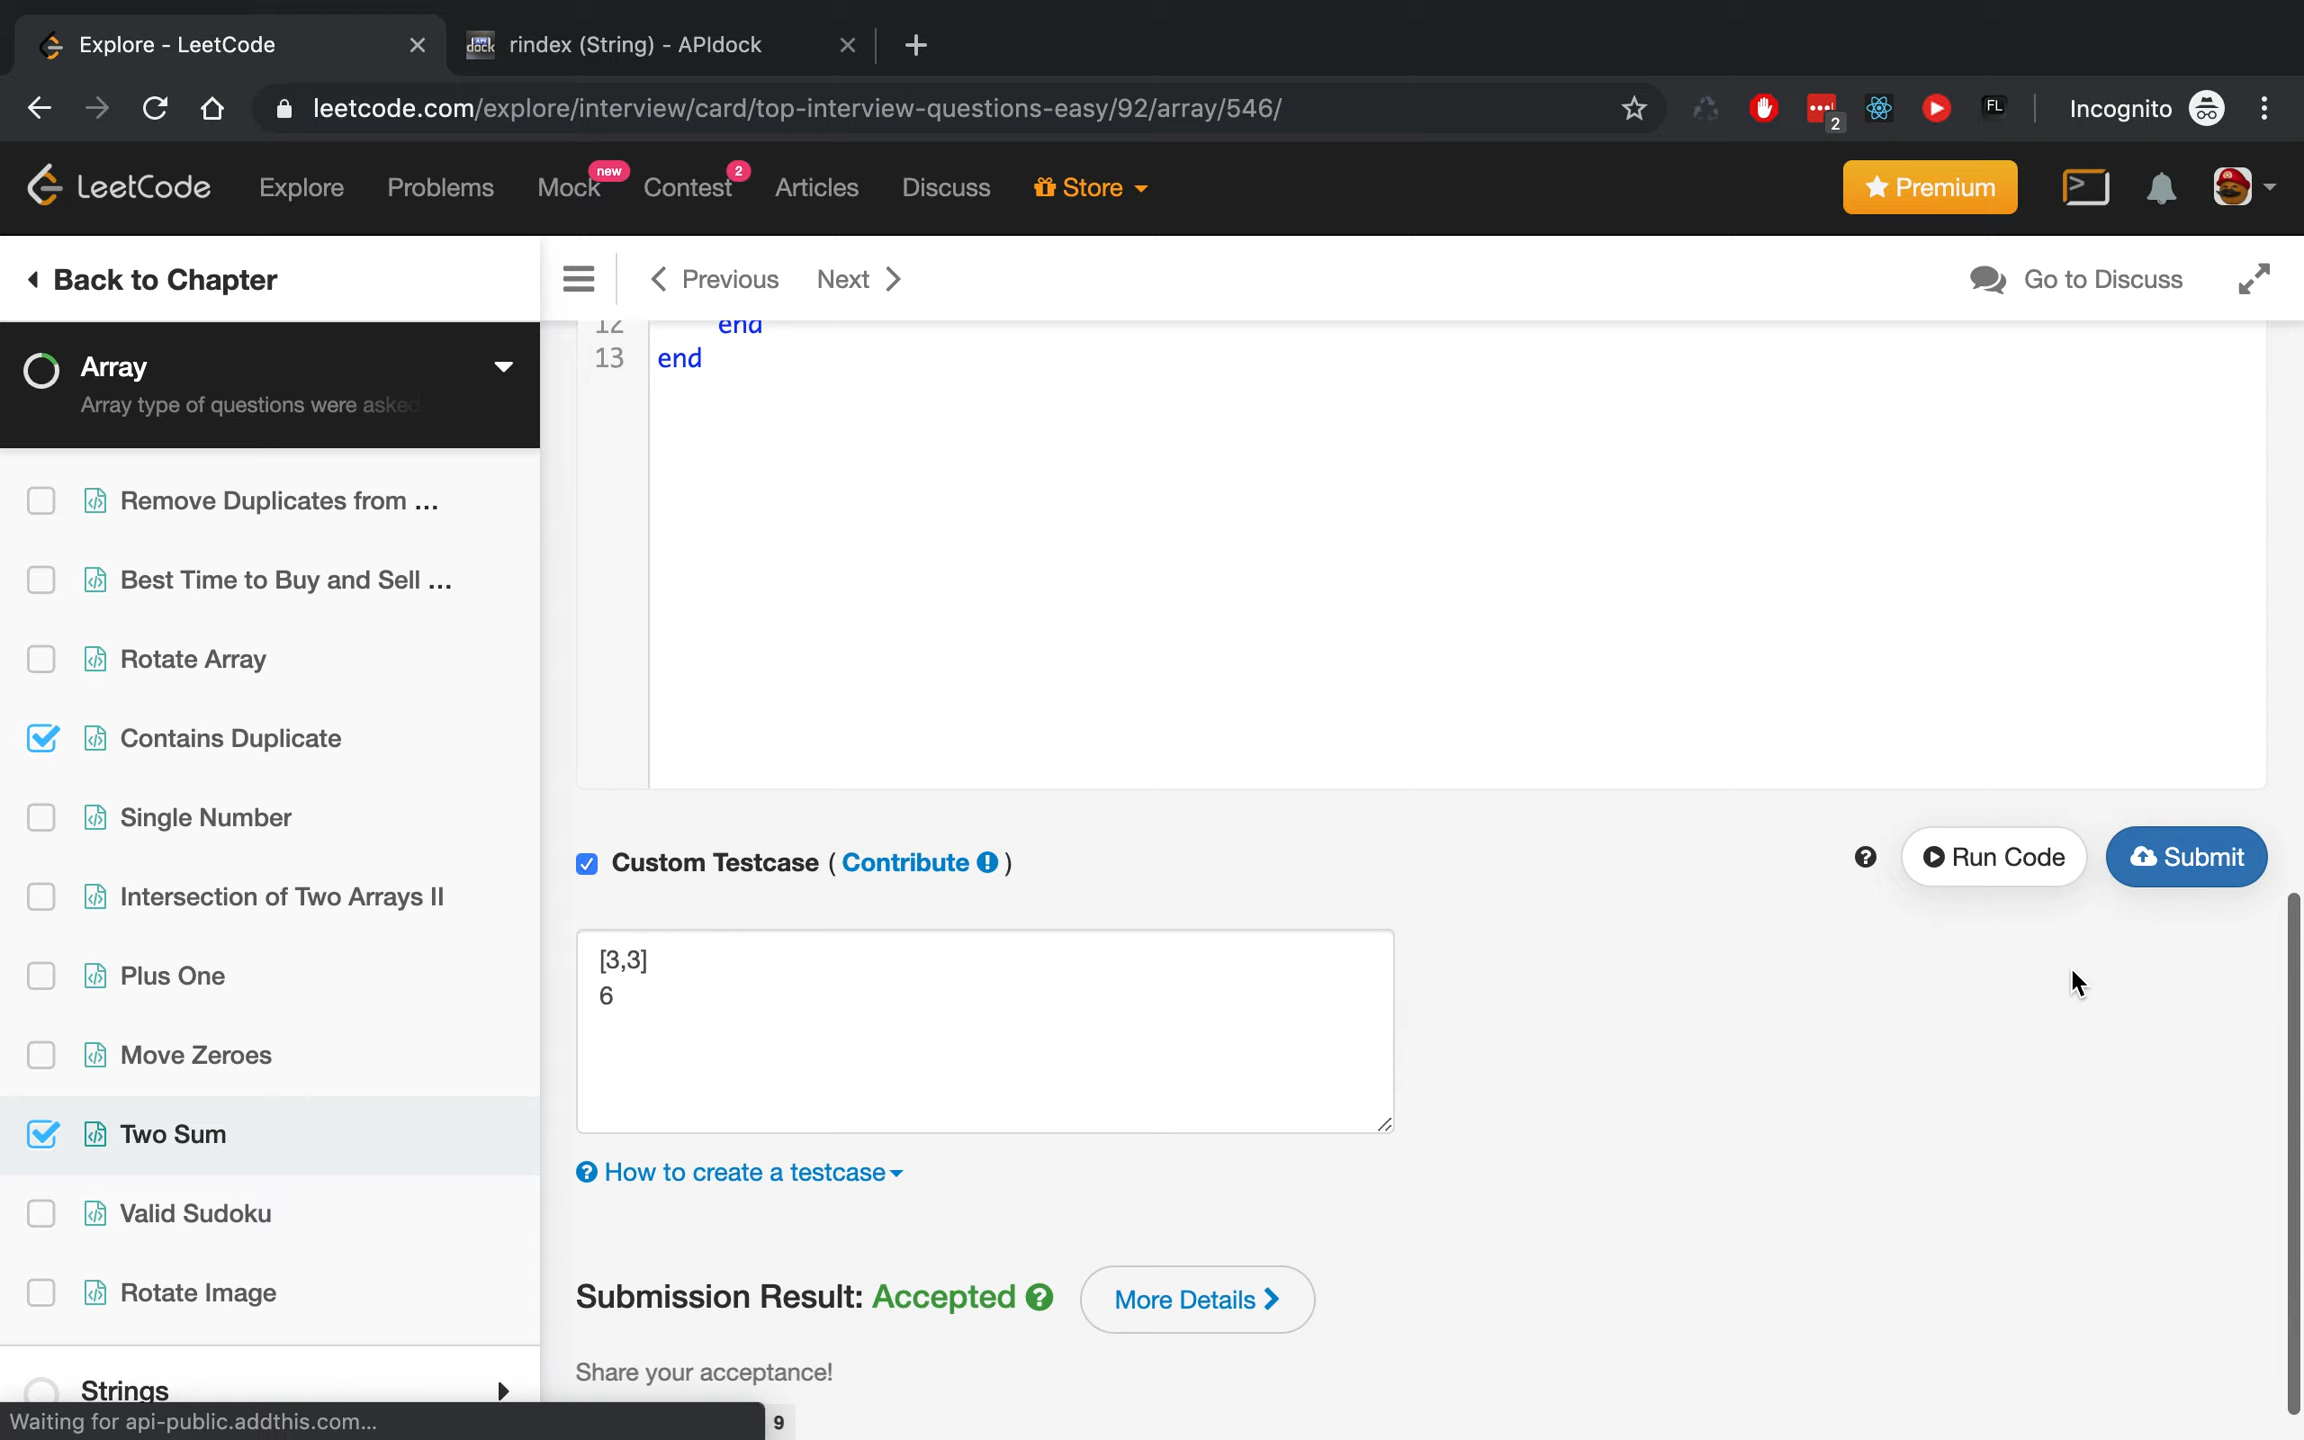 Explore - LeetCode
rindex (String) - APIdock
leetcode.com/explore/interview/card/top-interview-questions-easy/92/array/546/
2
FL
Incognito
LeetCode
Explore
Problems
Mock
new
Contest
2
Articles
Discuss
Store
Premium
Back to Chapter
Previous
Next
Go to Discuss
Array
Array type of questions were asked
12 end
13 end
Remove Duplicates from ...
Best Time to Buy and Sell ...
Rotate Array
Contains Duplicate
Single Number
Intersection of Two Arrays II
Plus One
Move Zeroes
Two Sum
Valid Sudoku
Rotate Image
Strings
Custom Testcase ( Contribute )
Run Code
Submit
[3,3]
6
How to create a testcase
Submission Result: Accepted
More Details
Share your acceptance!
Waiting for api-public.addthis.com...
9